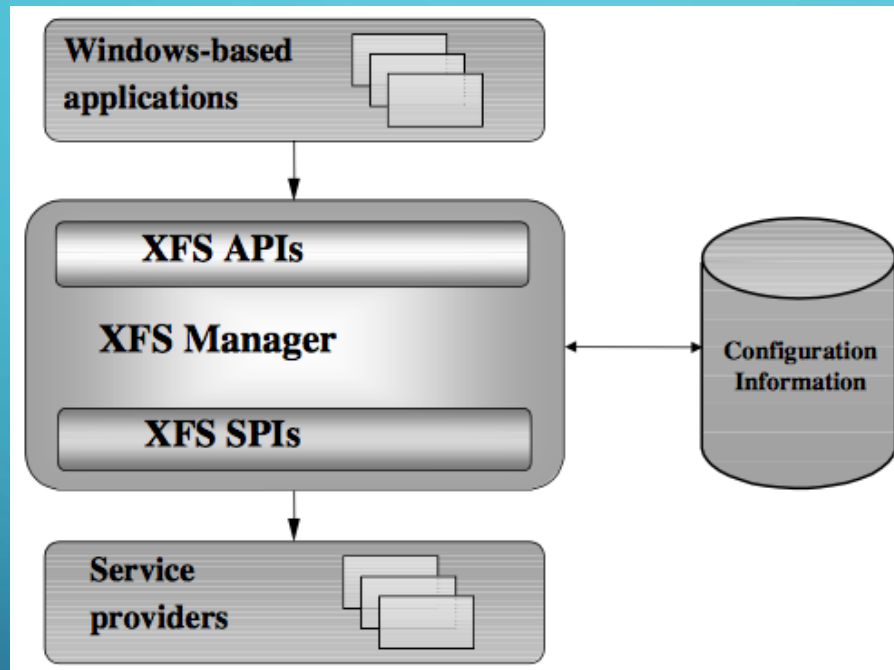 Windows-based
applications
XFS APIs
XFS Manager
XFS SPIs
Configuration
Information
Service
providers